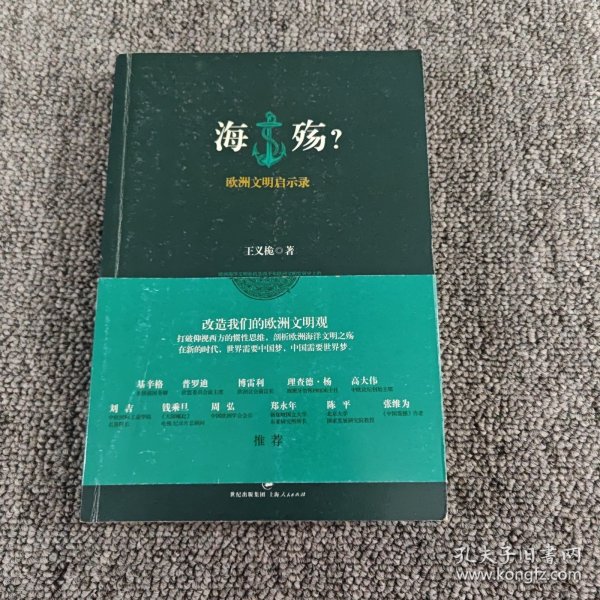 海殇？
欧洲文明启示录
王义桅◎著
改造我们的欧洲文明观
打破仰视西方的惯性思维，剖析欧洲海洋文明之殇
在新的时代，世界需要中国梦，中国需要世界梦。
基辛格 普罗迪 博雷利 理查德·杨 高大伟
刘吉 钱乘旦 周弘 郑永年 陈平 张维为
推荐
世纪出版集团 上海人民出版社
孔夫子旧书网
www.kongfz.com